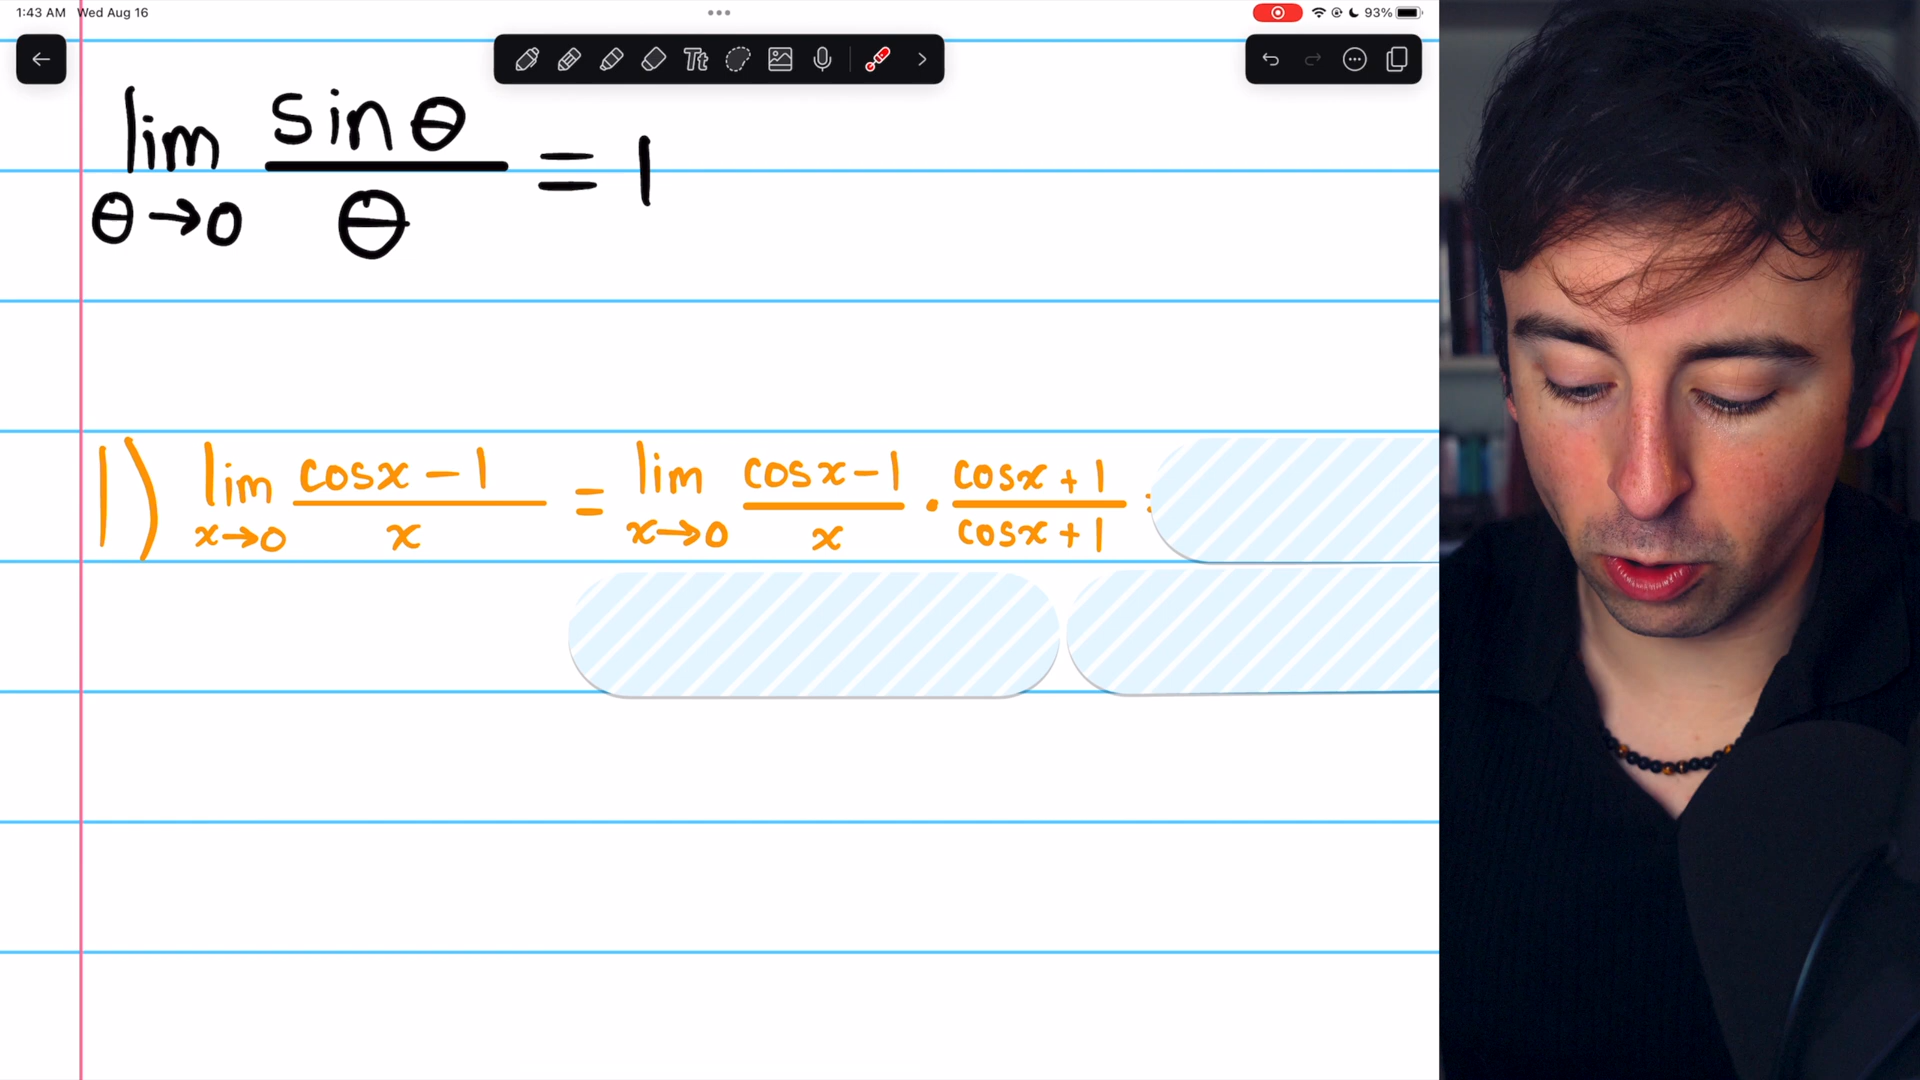 1:43 AM Wed Aug 16
93%
Tt
lim sinθ/θ = 1
θ→0
1) lim cosx−1/x = lim cosx−1/x · cosx+1/cosx+1
x→0 x→0